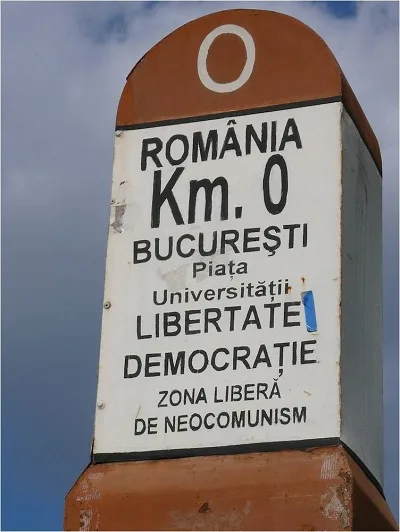 0
ROMÂNIA
Km. 0
BUCUREŞTI
Piaţa
Universităţii
LIBERTATE
DEMOCRAŢIE
ZONA LIBERĂ
DE NEOCOMUNISM